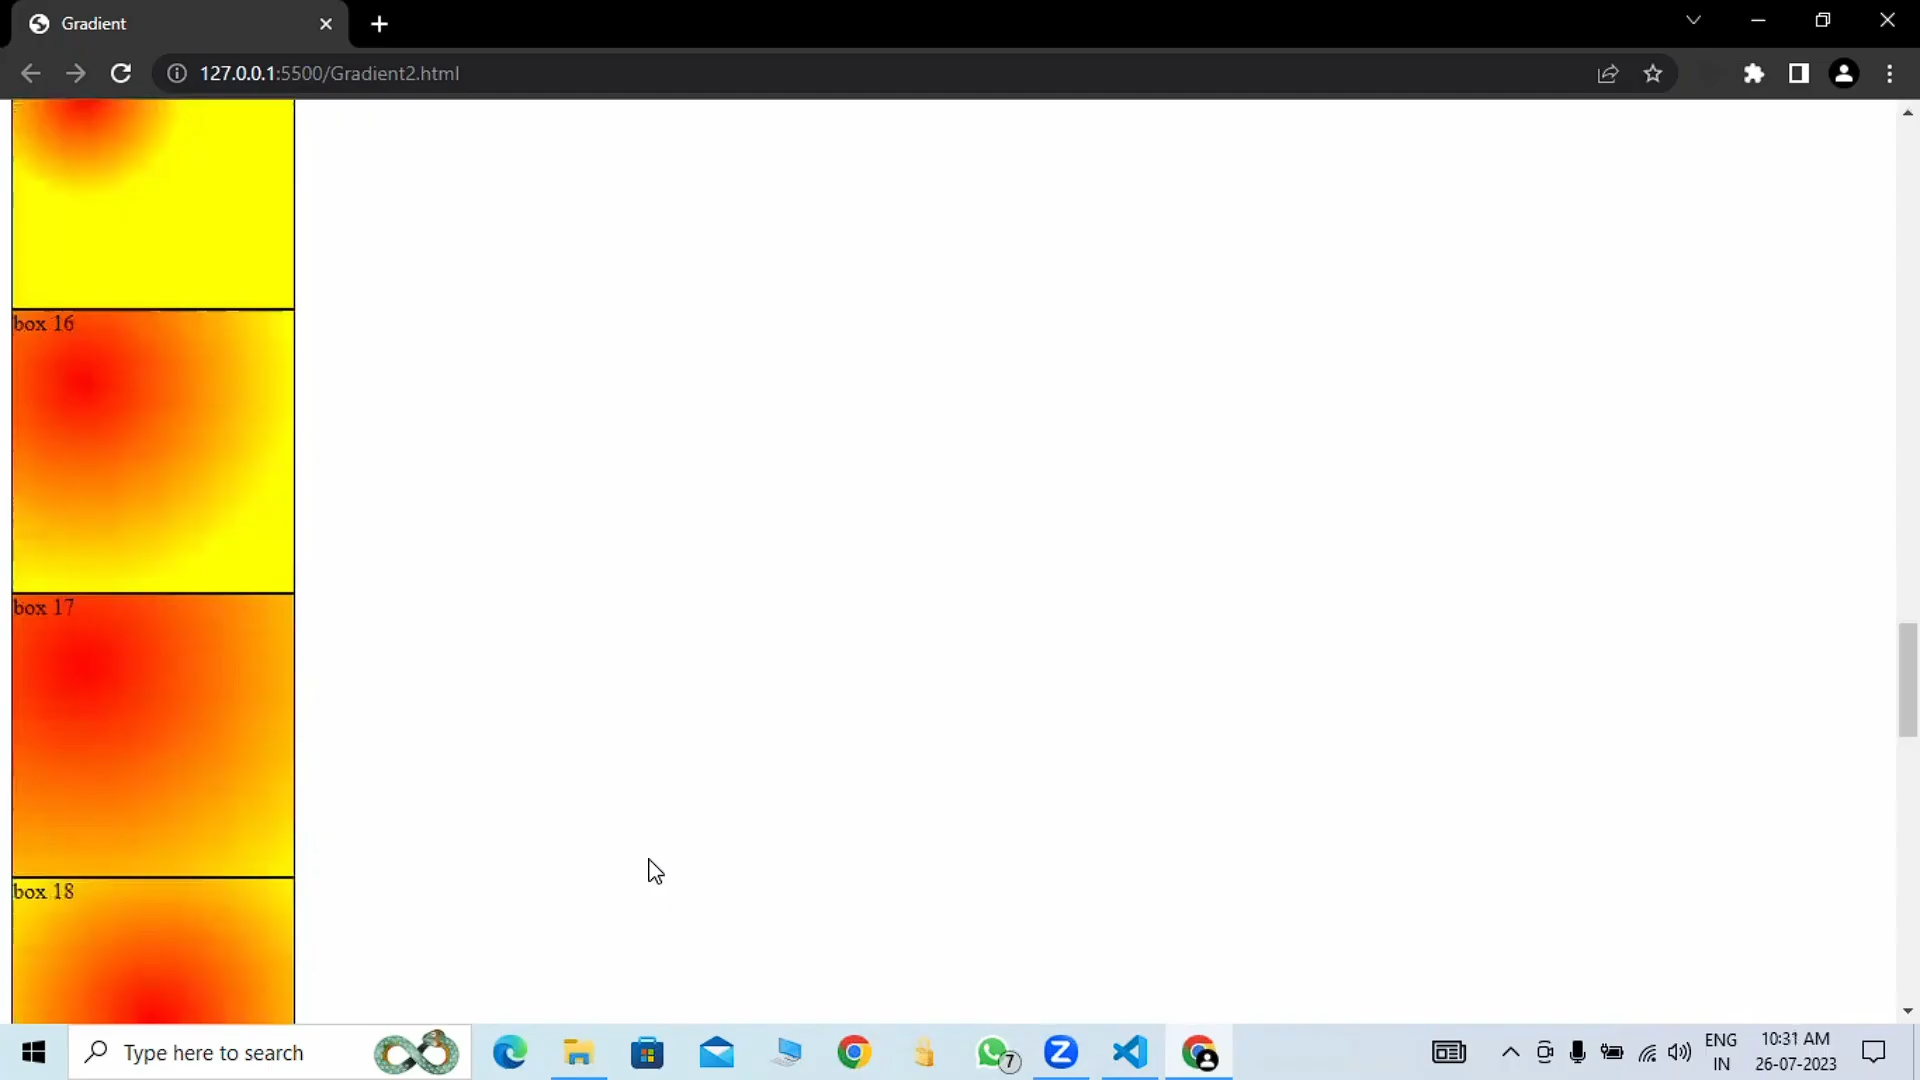 Gradient
127.0.0.1:5500/Gradient2.html
box 16
box 17
box 18
Type here to search
7
ENG
IN
10:31 AM
26-07-2023